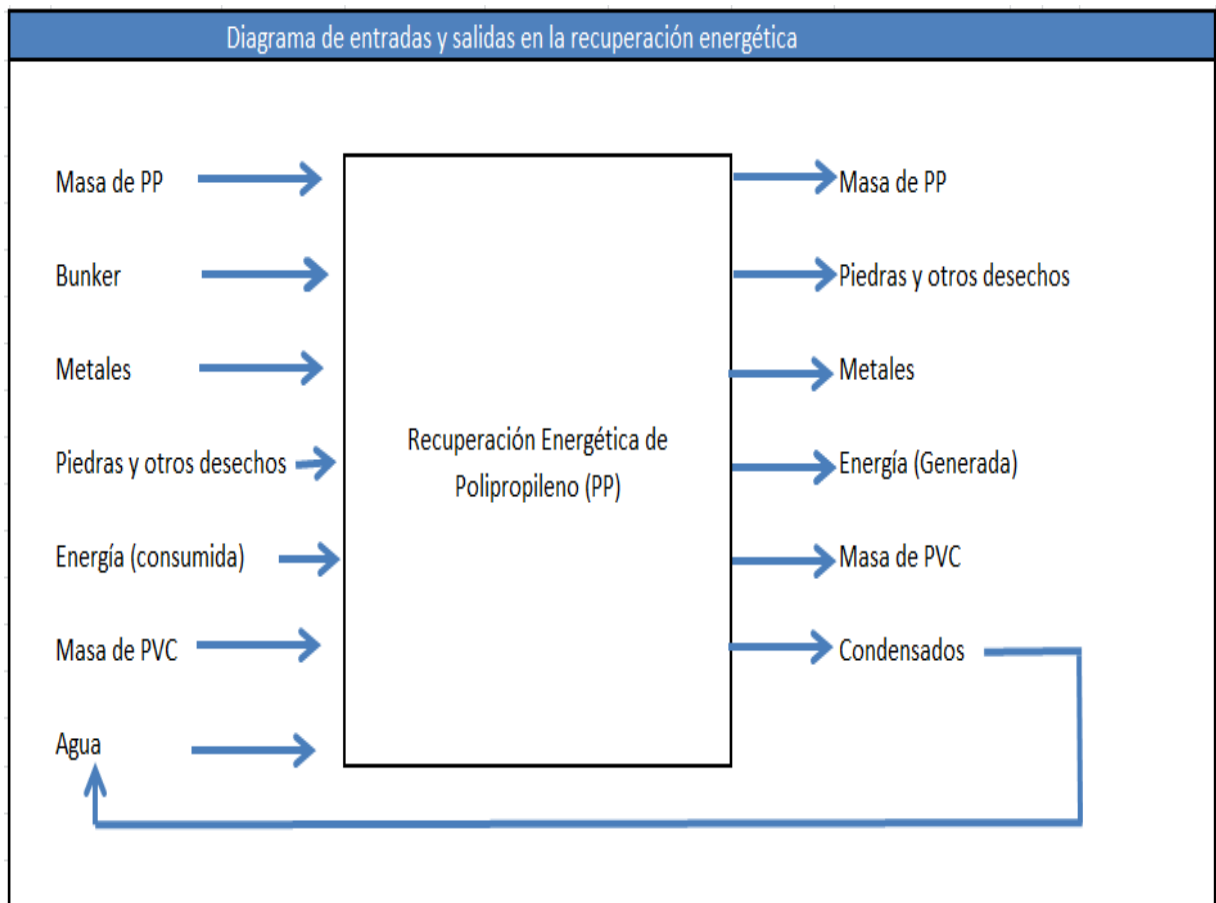 Diagrama de entradas y salidas en la recuperación energética
Masa de PP
Bunker
Metales
Piedras y otros desechos
Energía (consumida)
Masa de PVC
Agua
Recuperación Energética de
Polipropileno (PP)
Masa de PP
Piedras y otros desechos
Metales
Energía (Generada)
Masa de PVC
Condensados